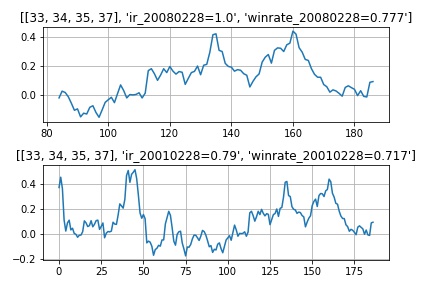 [[33, 34, 35, 37], 'ir_20080228=1.0', 'winrate_20080228=0.777']
0.4
0.2
0.0
80 100 120 140 160 180
[[33, 34, 35, 37], 'ir_20010228=0.79', 'winrate_20010228=0.717']
0.4
0.2
0.0
−0.2
0 25 50 75 100 125 150 175